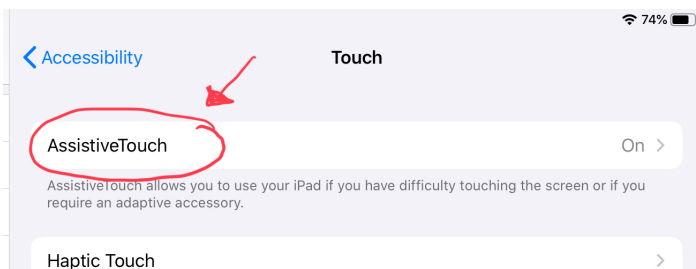 74%
Accessibility
Touch
AssistiveTouch
On
AssistiveTouch allows you to use your iPad if you have difficulty touching the screen or if you
require an adaptive accessory.
Haptic Touch